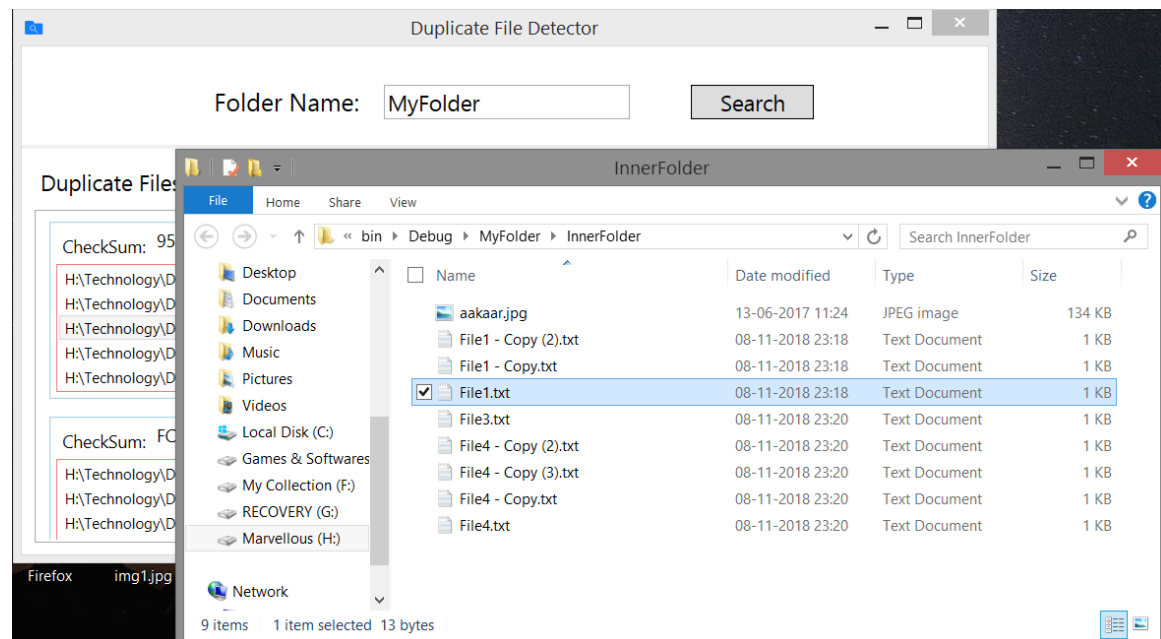 Duplicate File Detector
Folder Name: MyFolder Search
Duplicate Files
CheckSum: 95
H:\Technology\D
H:\Technology\D
H:\Technology\D
H:\Technology\D
H:\Technology\D
CheckSum: FC
H:\Technology\D
H:\Technology\D
H:\Technology\D
Firefox img1.jpg
InnerFolder
File Home Share View
« bin Debug MyFolder InnerFolder Search InnerFolder
Desktop
Documents
Downloads
Music
Pictures
Videos
Local Disk (C:)
Games & Softwares
My Collection (F:)
RECOVERY (G:)
Marvellous (H:)
Network
Name Date modified Type Size
aakaar.jpg 13-06-2017 11:24 JPEG image 134 KB
File1 - Copy (2).txt 08-11-2018 23:18 Text Document 1 KB
File1 - Copy.txt 08-11-2018 23:18 Text Document 1 KB
File1.txt 08-11-2018 23:18 Text Document 1 KB
File3.txt 08-11-2018 23:20 Text Document 1 KB
File4 - Copy (2).txt 08-11-2018 23:20 Text Document 1 KB
File4 - Copy (3).txt 08-11-2018 23:20 Text Document 1 KB
File4 - Copy.txt 08-11-2018 23:20 Text Document 1 KB
File4.txt 08-11-2018 23:20 Text Document 1 KB
9 items 1 item selected 13 bytes